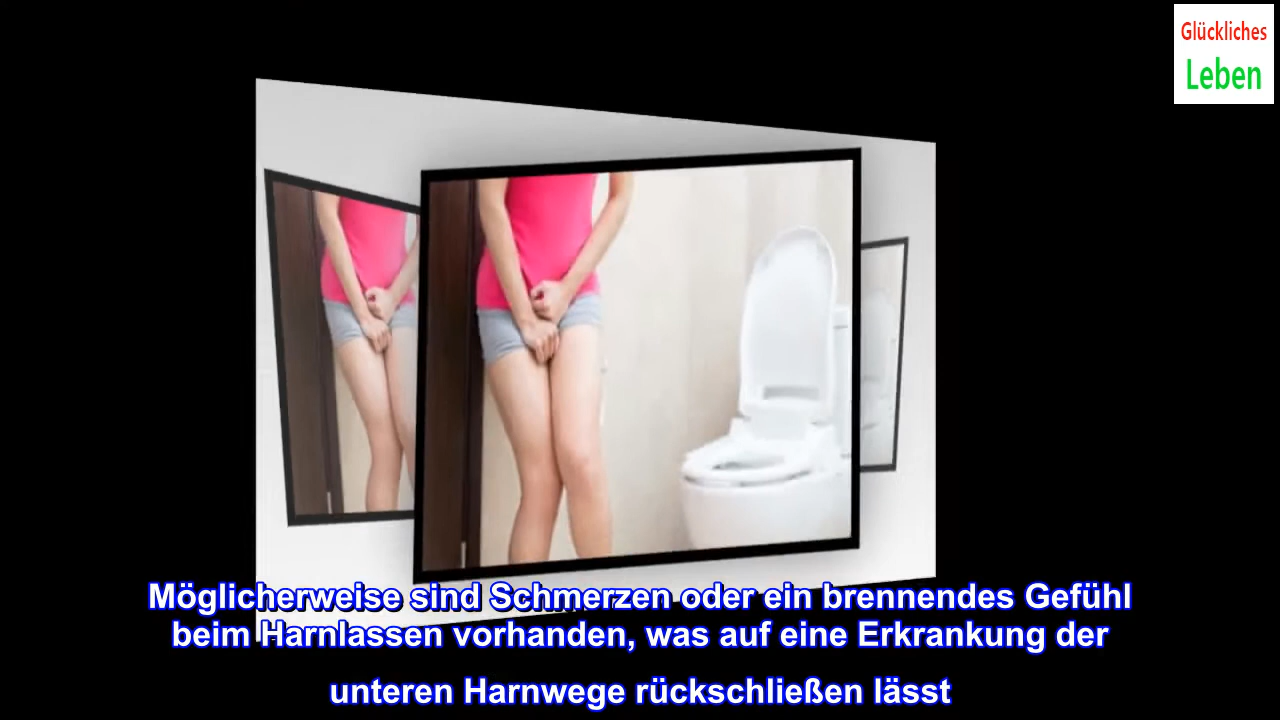 Glückliches
Leben
Möglicherweise sind Schmerzen oder ein brennendes Gefühl
beim Harnlassen vorhanden, was auf eine Erkrankung der
unteren Harnwege rückschließen lässt